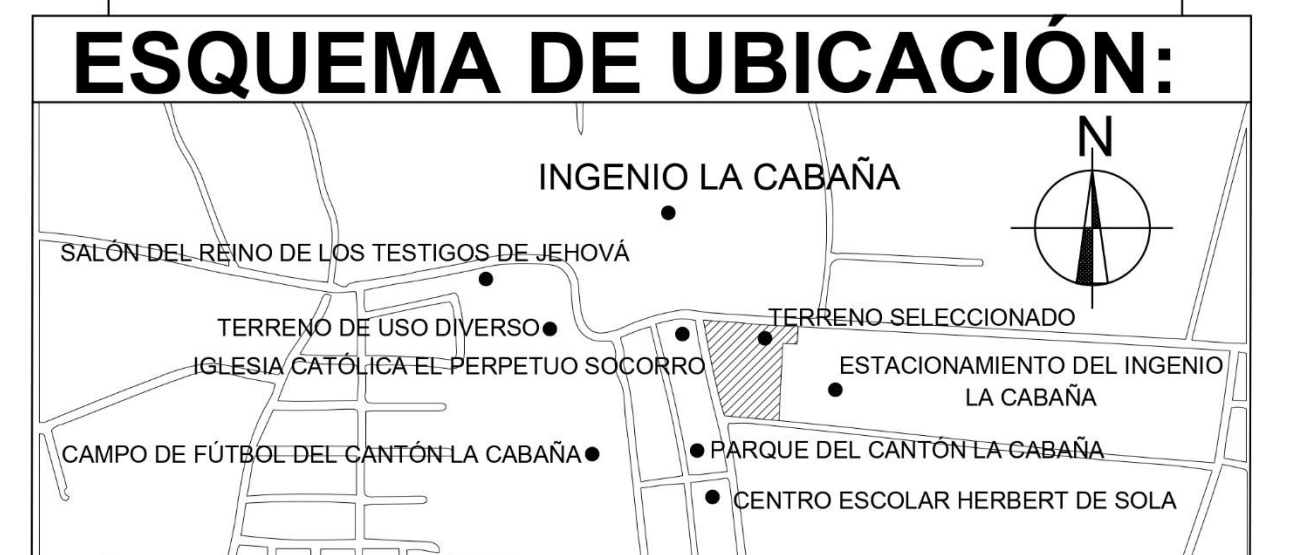 ESQUEMA DE UBICACIÓN:
N
INGENIO LA CABAÑA
SALÓN DEL REINO DE LOS TESTIGOS DE JEHOVÁ
TERRENO SELECCIONADO
TERRENO DE USO DIVERSO
IGLESIA CATÓLICA EL PERPETUO SOCORRO
ESTACIONAMIENTO DEL INGENIO
LA CABAÑA
CAMPO DE FÚTBOL DEL CANTÓN LA CABAÑA
PARQUE DEL CANTÓN LA CABAÑA
CENTRO ESCOLAR HERBERT DE SOLA